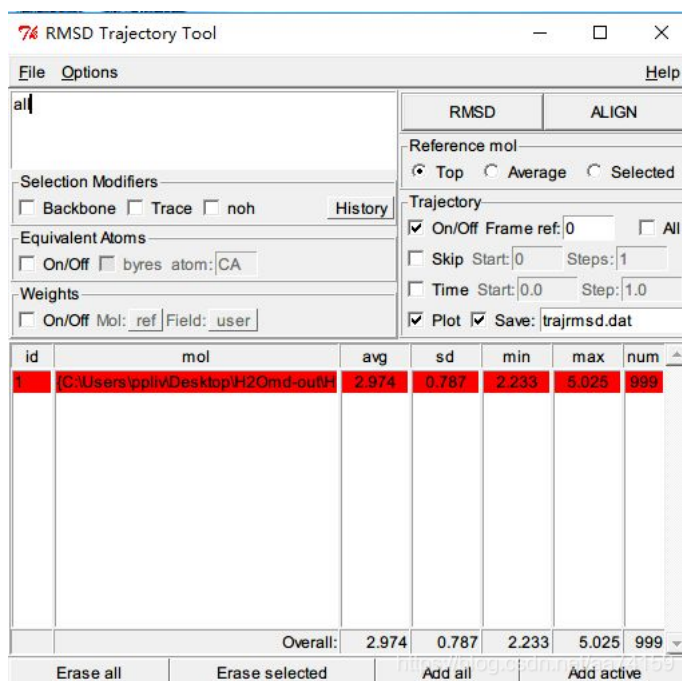 RMSD Trajectory Tool
File Options Help
all
RMSD ALIGN
Reference mol
Top Average Selected
Selection Modifiers
Backbone Trace noh History
Trajectory
On/Off Frame ref: 0 All
Equivalent Atoms
On/Off byres atom: CA
Skip Start: 0 Steps: 1
Weights
Time Start: 0.0 Step: 1.0
On/Off Mol: ref Field: user
Plot Save: trajrmsd.dat
id mol avg sd min max num
1 {C:\Users\ppliv\Desktop\H2Omd-out\H 2.974 0.787 2.233 5.025 999
Overall: 2.974 0.787 2.233 5.025 999
Erase all Erase selected Add all Add active